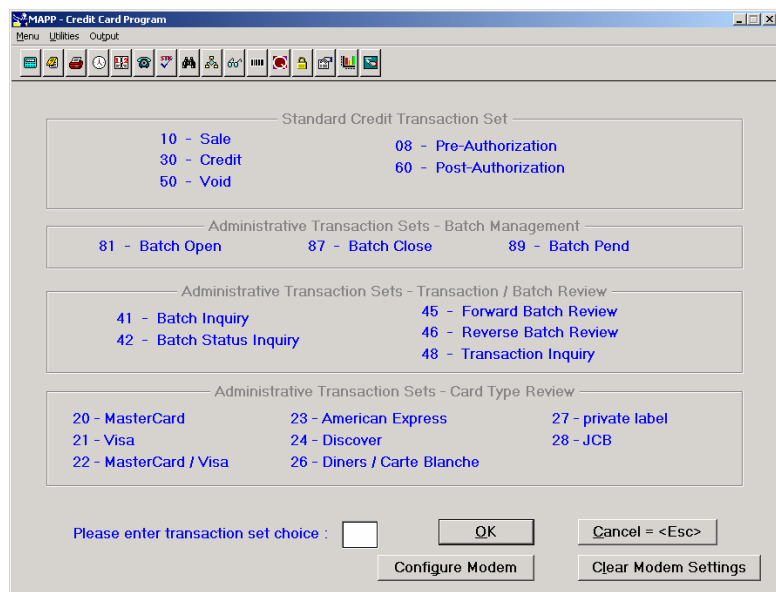 MAPP - Credit Card Program
Menu Utilities Output
Standard Credit Transaction Set
10 - Sale
30 - Credit
50 - Void
08 - Pre-Authorization
60 - Post-Authorization
Administrative Transaction Sets - Batch Management
81 - Batch Open 87 - Batch Close 89 - Batch Pend
Administrative Transaction Sets - Transaction / Batch Review
41 - Batch Inquiry
42 - Batch Status Inquiry
45 - Forward Batch Review
46 - Reverse Batch Review
48 - Transaction Inquiry
Administrative Transaction Sets - Card Type Review
20 - MasterCard 23 - American Express 27 - private label
21 - Visa 24 - Discover 28 - JCB
22 - MasterCard / Visa 26 - Diners / Carte Blanche
Please enter transaction set choice : OK Cancel = <Esc>
Configure Modem Clear Modem Settings